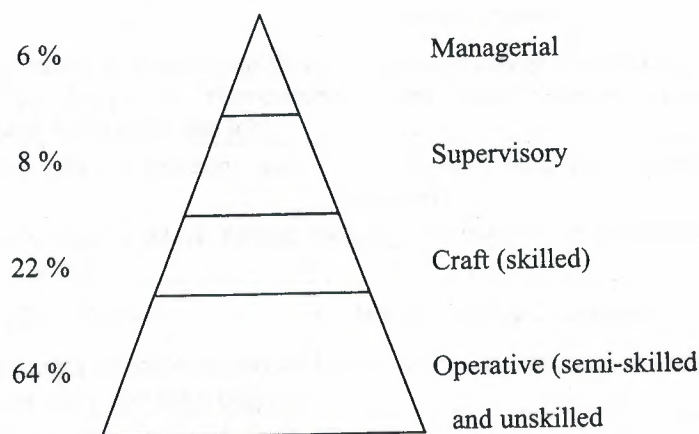 6 % Managerial
8 % Supervisory
22 % Craft (skilled)
64 % Operative (semi-skilled
and unskilled